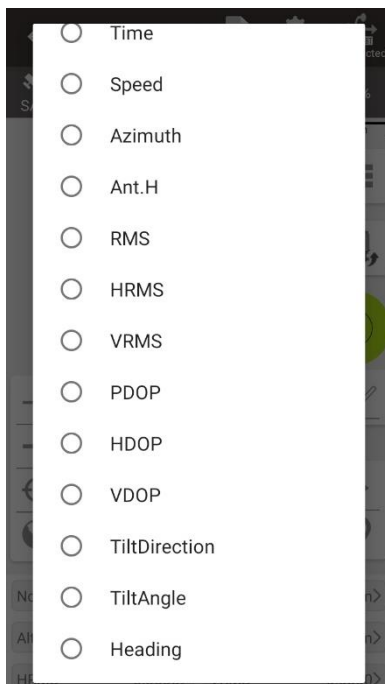 Time
Speed
Azimuth
Ant.H
RMS
HRMS
VRMS
PDOP
HDOP
VDOP
TiltDirection
TiltAngle
Heading